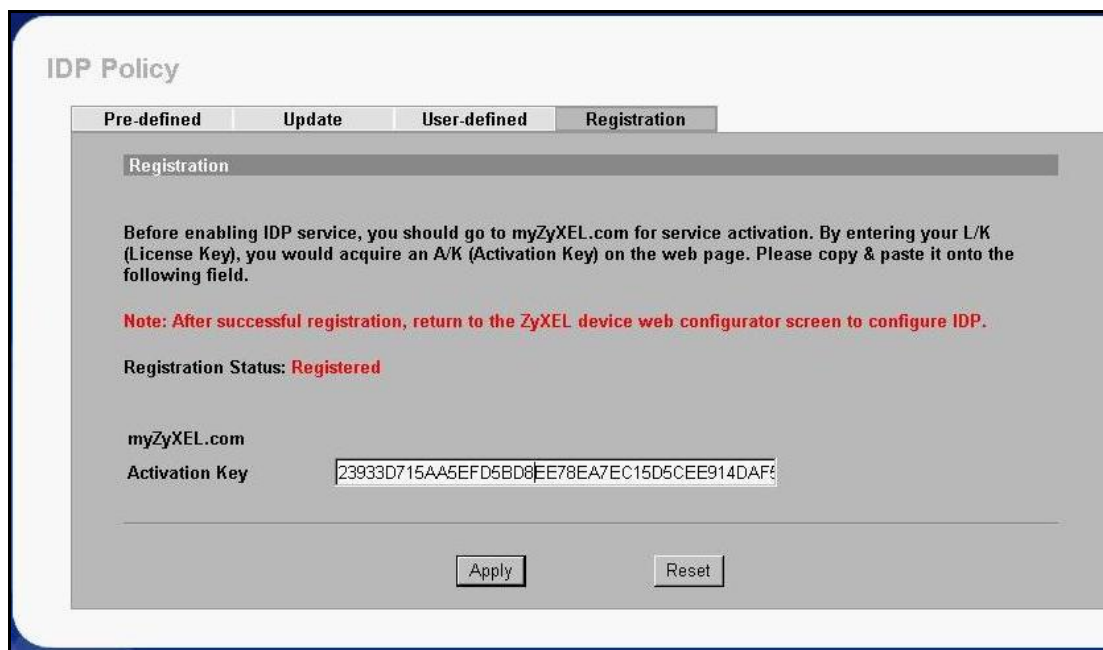 IDP Policy
Pre-defined Update User-defined Registration
Registration
Before enabling IDP service, you should go to myZyXEL.com for service activation. By entering your L/K
(License Key), you would acquire an A/K (Activation Key) on the web page. Please copy & paste it onto the
following field.
Note: After successful registration, return to the ZyXEL device web configurator screen to configure IDP.
Registration Status: Registered
myZyXEL.com
Activation Key 23933D715AA5EFD5BD8EE78EA7EC15D5CEE914DAF5
Apply Reset